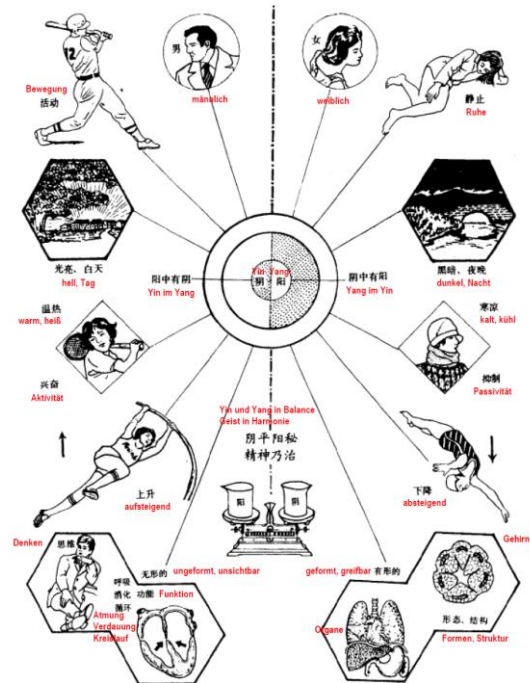 男
女
12
Bewegung
活动
männlich
weiblich
静止
Ruhe
光亮、白天
hell, Tag
阳中有阴
Yin im Yang
Yin Yang
阴 阳
阴中有阳
Yang im Yin
黑暗、夜晚
dunkel, Nacht
温热
warm, heiß
寒凉
kalt, kühl
兴奋
Aktivität
抑制
Passivität
Yin und Yang in Balance
Geist in Harmonie
阴平阳秘
精神乃治
上升
aufsteigend
下降
absteigend
阳
阴
Denken
思维
无形的
ungeformt, unsichtbar
geformt, greifbar
有形的
Gehirn
呼吸
消化 功能 Funktion
循环
Atmung
Verdauung
Kreislauf
Organe
形态、结构
Formen, Struktur